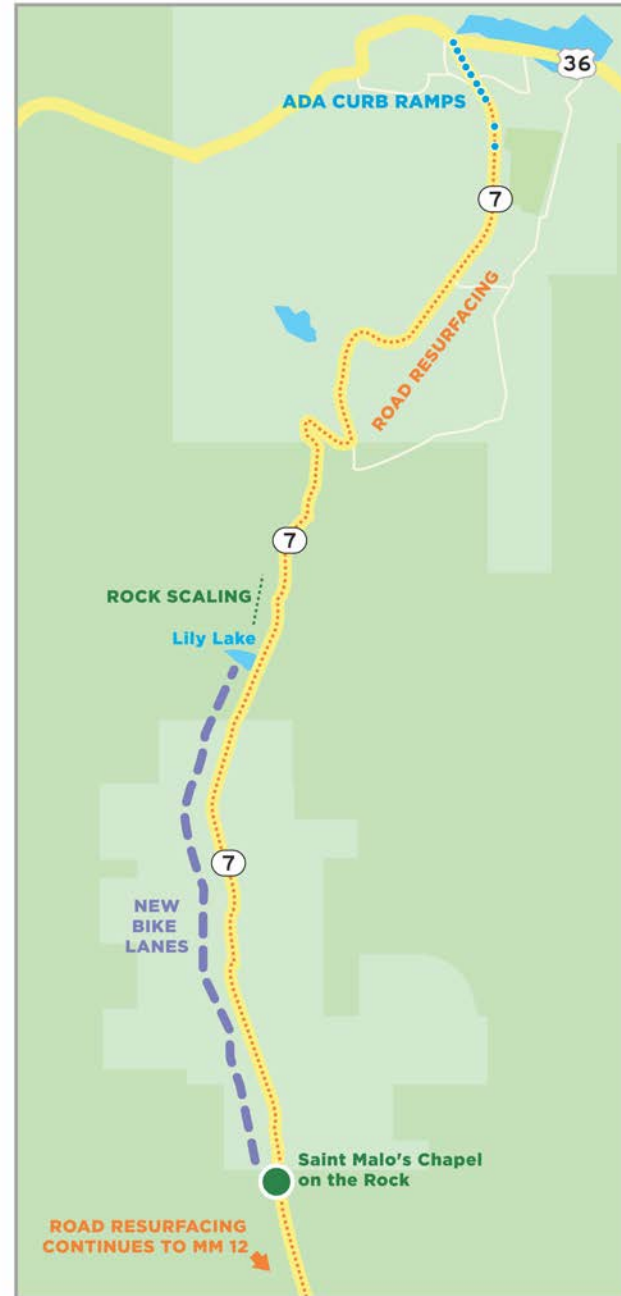 36
ADA CURB RAMPS
7
ROAD RESURFACING
7
ROCK SCALING
Lily Lake
7
NEW
BIKE
LANES
Saint Malo's Chapel
on the Rock
ROAD RESURFACING
CONTINUES TO MM 12